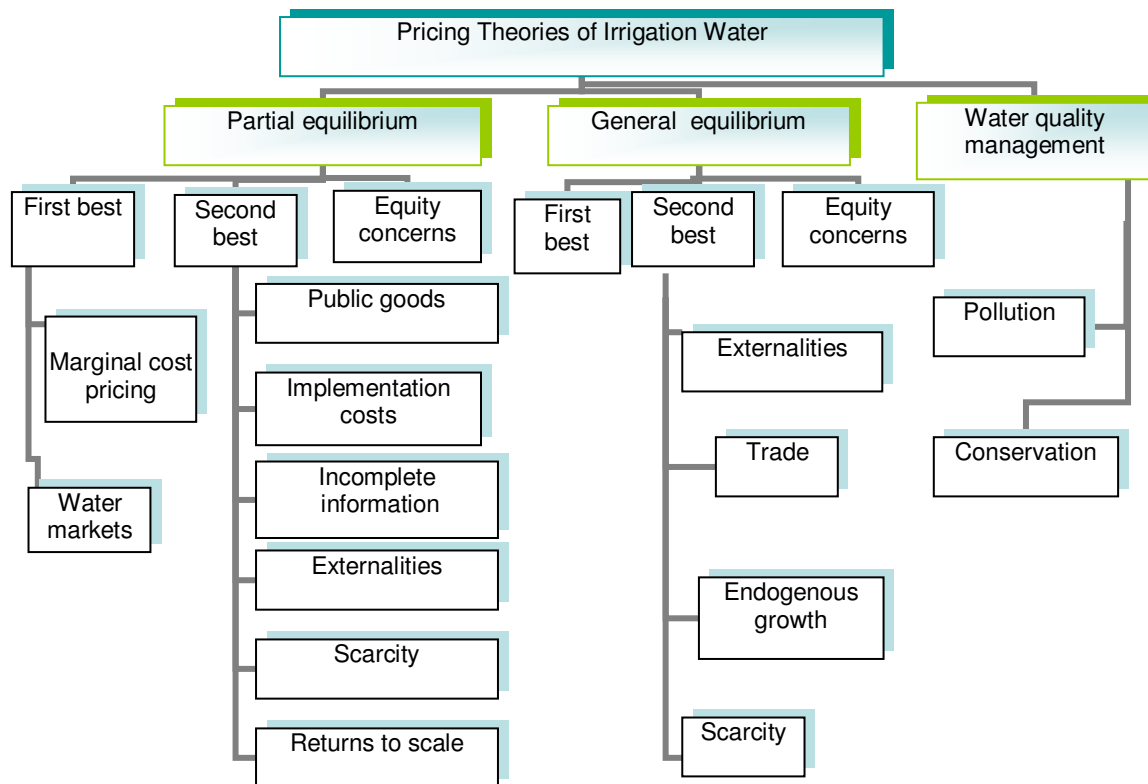 Pricing Theories of Irrigation Water
Partial equilibrium
General equilibrium
Water quality
management
First best
Second
best
Equity
concerns
First
best
Second
best
Equity
concerns
Public goods
Pollution
Marginal cost
pricing
Externalities
Implementation
costs
Trade
Conservation
Incomplete
information
Water
markets
Externalities
Endogenous
growth
Scarcity
Returns to scale
Scarcity